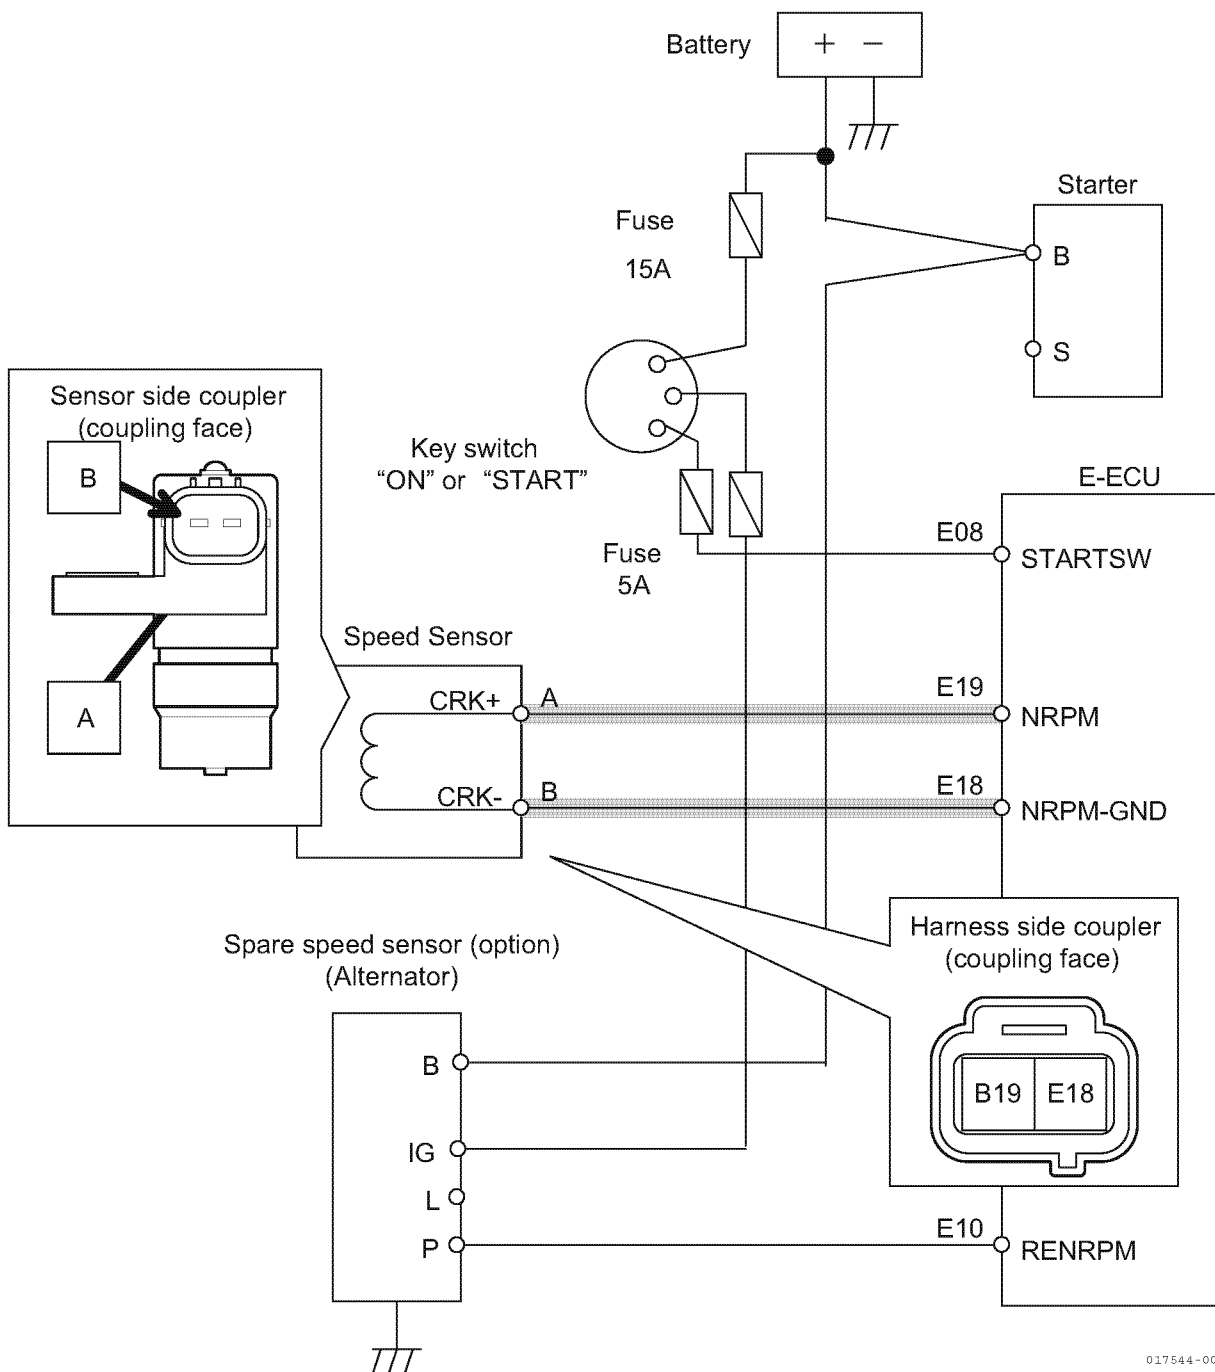 Battery
+ −
Starter
Fuse
15A
B
S
Sensor side coupler
(coupling face)
B
A
Key switch
“ON” or “START”
Fuse
5A
E-ECU
E08
STARTSW
Speed Sensor
CRK+
A
E19
NRPM
CRK-
B
E18
NRPM-GND
Harness side coupler
(coupling face)
B19
E18
Spare speed sensor (option)
(Alternator)
B
IG
L
P
E10
RENRPM